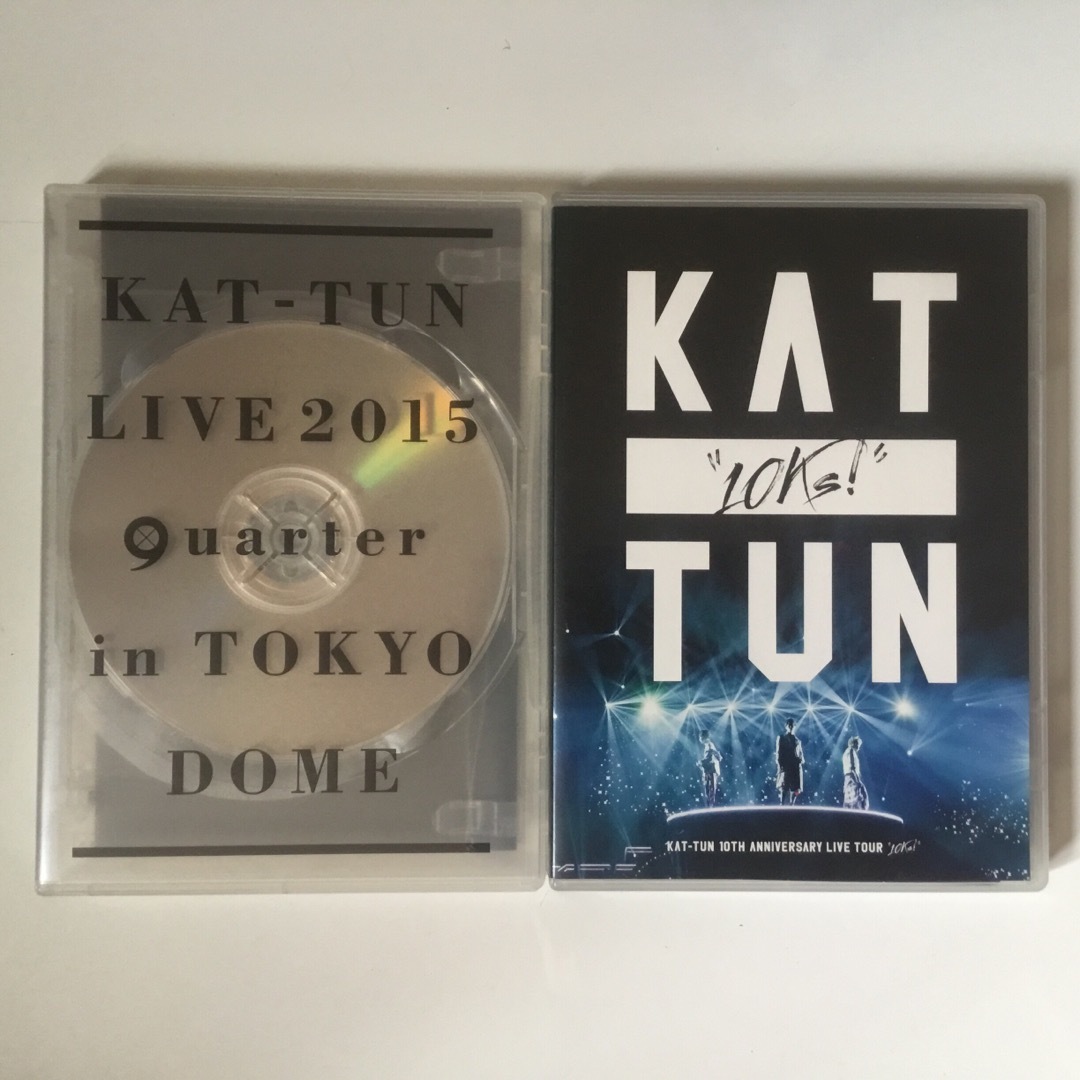 KAT-TUN
LIVE 2015
quarter
in TOKYO
DOME
KAT
"10Ks!"
TUN
KAT-TUN 10TH ANNIVERSARY LIVE TOUR "10Ks!"